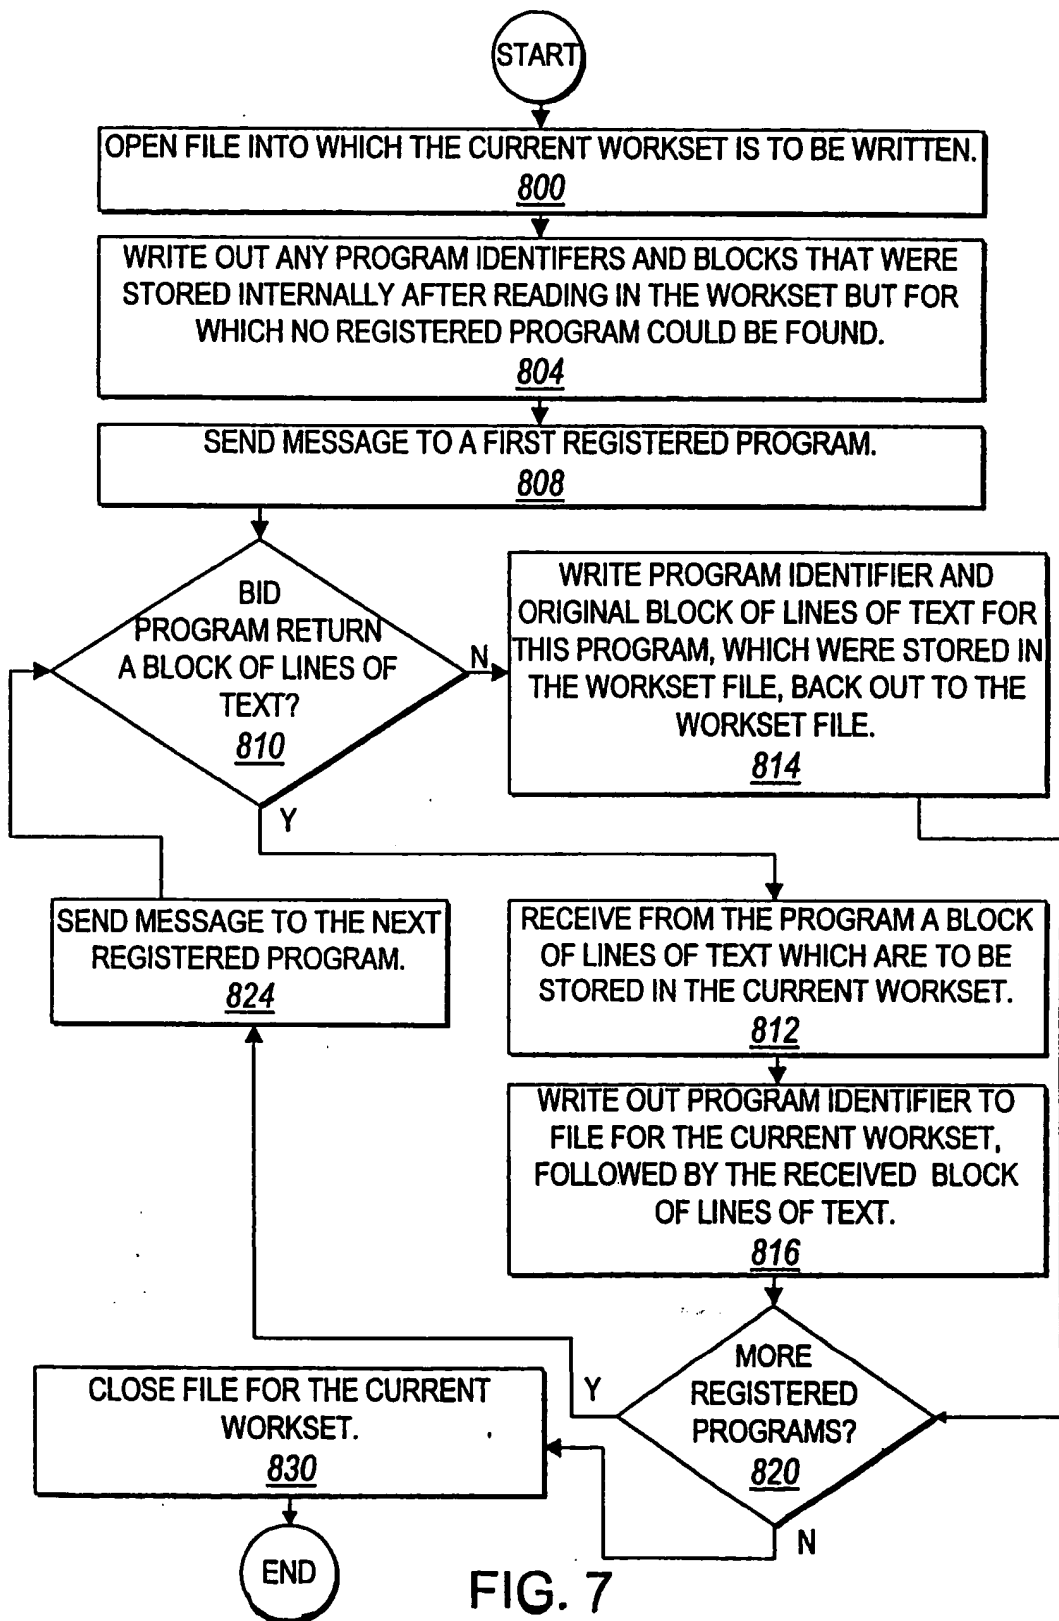 START
OPEN FILE INTO WHICH THE CURRENT WORKSET IS TO BE WRITTEN.
800
WRITE OUT ANY PROGRAM IDENTIFERS AND BLOCKS THAT WERE
STORED INTERNALLY AFTER READING IN THE WORKSET BUT FOR
WHICH NO REGISTERED PROGRAM COULD BE FOUND.
804
SEND MESSAGE TO A FIRST REGISTERED PROGRAM.
808
BID
PROGRAM RETURN
A BLOCK OF LINES OF
TEXT?
810
N
Y
WRITE PROGRAM IDENTIFIER AND
ORIGINAL BLOCK OF LINES OF TEXT FOR
THIS PROGRAM, WHICH WERE STORED IN
THE WORKSET FILE, BACK OUT TO THE
WORKSET FILE.
814
SEND MESSAGE TO THE NEXT
REGISTERED PROGRAM.
824
RECEIVE FROM THE PROGRAM A BLOCK
OF LINES OF TEXT WHICH ARE TO BE
STORED IN THE CURRENT WORKSET.
812
WRITE OUT PROGRAM IDENTIFIER TO
FILE FOR THE CURRENT WORKSET,
FOLLOWED BY THE RECEIVED BLOCK
OF LINES OF TEXT.
816
MORE
REGISTERED
PROGRAMS?
820
Y
N
CLOSE FILE FOR THE CURRENT
WORKSET.
830
END
FIG. 7